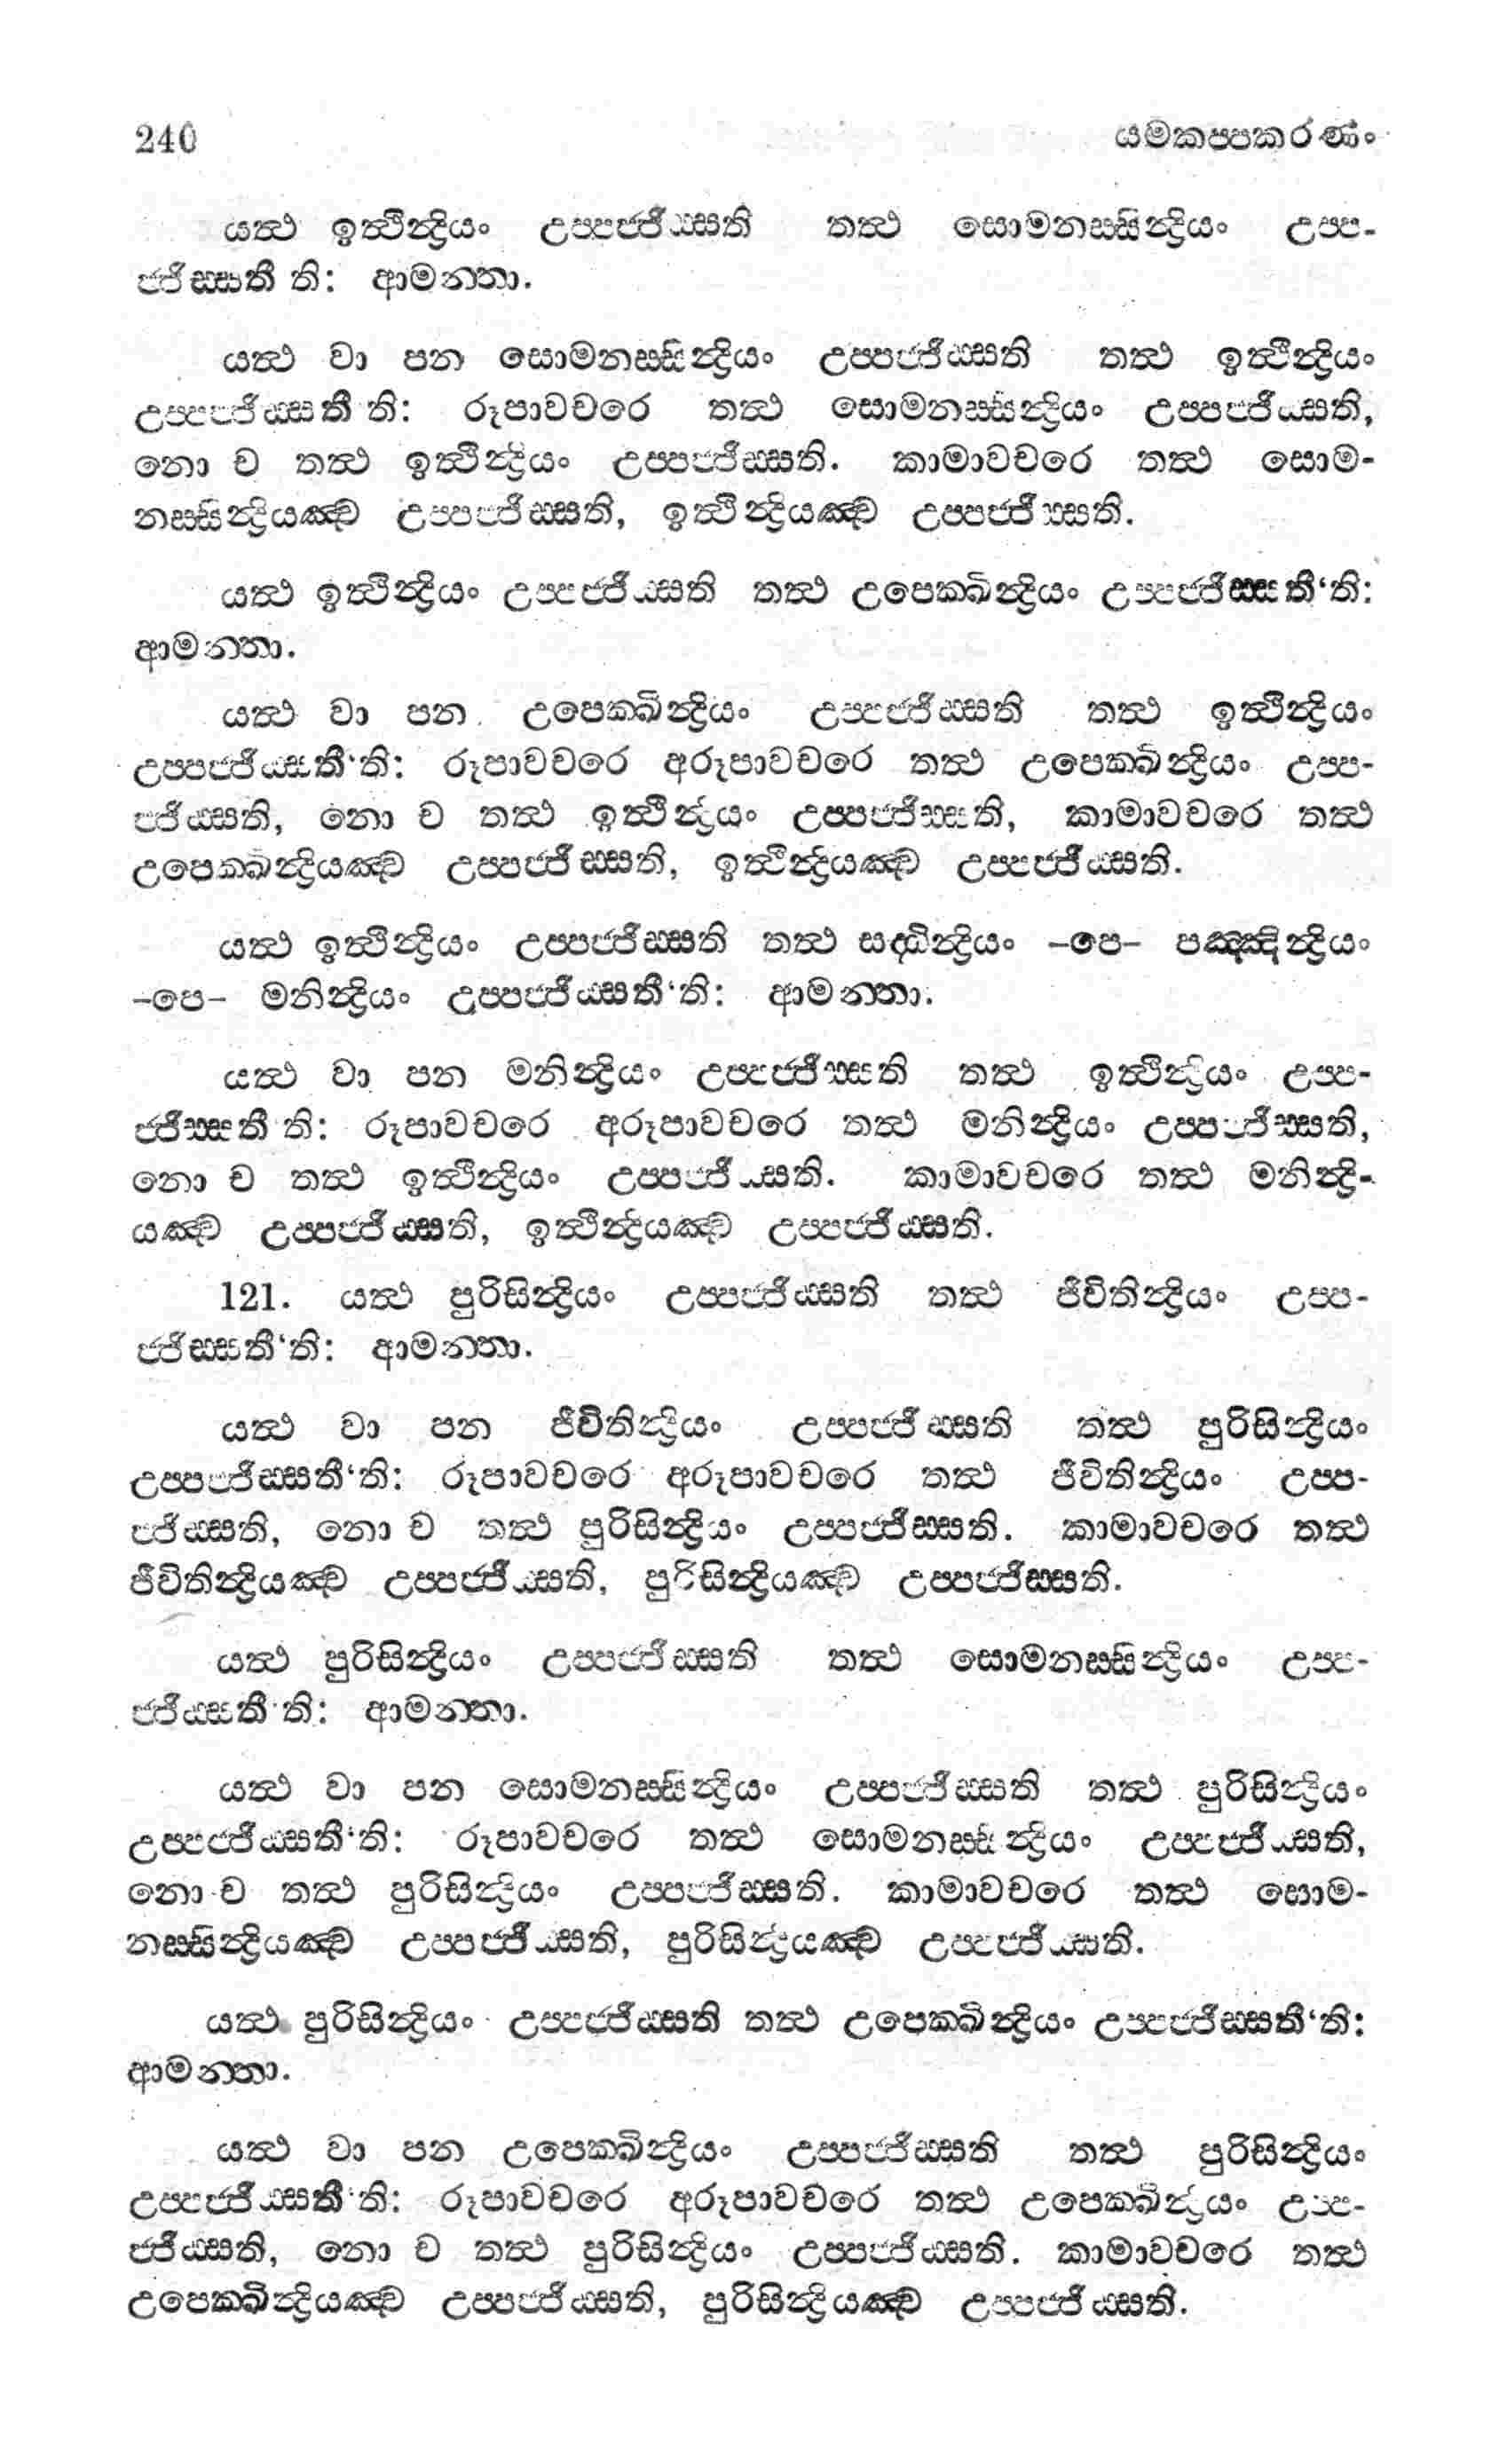 240 යමකප්පකරණං
යත්ථ ඉත්ථින්ද්‍රියං උප්පජ්ජිස්සති තත්ථ සොමනස්සින්ද්‍රියං උප්ප-
ජ්ජිස්සතී ති: ආමන්තා.
යත්ථ වා පන සොමනස්සින්ද්‍රියං උප්පජ්ජිස්සති තත්ථ ඉත්ථින්ද්‍රියං
උප්පජ්ජිස්සතී ති: රූපාවචරෙ තත්ථ සොමනස්සින්ද්‍රියං උප්පජ්ජිස්සති,
නො ච තත්ථ ඉත්ථින්ද්‍රියං උප්පජ්ජිස්සති. කාමාවචරෙ තත්ථ සොම-
නස්සින්ද්‍රියඤ්ච උප්පජ්ජිස්සති, ඉත්ථින්ද්‍රියඤ්ච උප්පජ්ජිස්සති.
යත්ථ ඉත්ථින්ද්‍රියං උප්පජ්ජිස්සති තත්ථ උපෙක්ඛින්ද්‍රියං උප්පජ්ජිස්සතී‘ති:
ආමන්තා.
යත්ථ වා පන උපෙක්ඛින්ද්‍රියං උප්පජ්ජිස්සති තත්ථ ඉත්ථින්ද්‍රියං
උප්පජ්ජිස්සතී‘ති: රූපාවචරෙ අරූපාවචරෙ තත්ථ උපෙක්ඛින්ද්‍රියං උප්ප-
ජ්ජිස්සති, නො ච තත්ථ ඉත්ථින්ද්‍රියං උප්පජ්ජිස්සති, කාමාවචරෙ තත්ථ
උපෙක්ඛින්ද්‍රියඤ්ච උප්පජ්ජිස්සති, ඉත්ථින්ද්‍රියඤ්ච උප්පජ්ජිස්සති.
යත්ථ ඉත්ථින්ද්‍රියං උප්පජ්ජිස්සති තත්ථ සද්ධින්ද්‍රියං –පෙ– පඤ්ඤින්ද්‍රියං
–පෙ– මනින්ද්‍රියං උප්පජ්ජිස්සතී‘ති: ආමන්තා.
යත්ථ වා පන මනින්ද්‍රියං උප්පජ්ජිස්සති තත්ථ ඉත්ථින්ද්‍රියං උප්ප-
ජ්ජිස්සතී ති: රූපාවචරෙ අරූපාවචරෙ තත්ථ මනින්ද්‍රියං උප්පජ්ජිස්සති,
නො ච තත්ථ ඉත්ථින්ද්‍රියං උප්පජ්ජිස්සති. කාමාවචරෙ තත්ථ මනින්ද්‍රි-
යඤ්ච උප්පජ්ජිස්සති, ඉත්ථින්ද්‍රියඤ්ච උප්පජ්ජිස්සති.
121. යත්ථ පුරිසින්ද්‍රියං උප්පජ්ජිස්සති තත්ථ ජීවිතින්ද්‍රියං උප්ප-
ජ්ජිස්සතී‘ති: ආමන්තා.
යත්ථ වා පන ජීවිතින්ද්‍රියං උප්පජ්ජිස්සති තත්ථ පුරිසින්ද්‍රියං
උප්පජ්ජිස්සතී‘ති: රූපාවචරෙ අරූපාවචරෙ තත්ථ ජීවිතින්ද්‍රියං උප්ප-
ජ්ජිස්සති, නො ච තත්ථ පුරිසින්ද්‍රියං උප්පජ්ජිස්සති. කාමාවචරෙ තත්ථ
ජීවිතින්ද්‍රියඤ්ච උප්පජ්ජිස්සති, පුරිසින්ද්‍රියඤ්ච උප්පජ්ජිස්සති.
යත්ථ පුරිසින්ද්‍රියං උප්පජ්ජිස්සති තත්ථ සොමනස්සින්ද්‍රියං උප්ප-
ජ්ජිස්සතී ති: ආමන්තා.
යත්ථ වා පන සොමනස්සින්ද්‍රියං උප්පජ්ජිස්සති තත්ථ පුරිසින්ද්‍රියං
උප්පජ්ජිස්සතී‘ති: රූපාවචරෙ තත්ථ සොමනස්සින්ද්‍රියං උප්පජ්ජිස්සති,
නො ච තත්ථ පුරිසින්ද්‍රියං උප්පජ්ජිස්සති. කාමාවචරෙ තත්ථ සොම-
නස්සින්ද්‍රියඤ්ච උප්පජ්ජිස්සති, පුරිසින්ද්‍රියඤ්ච උප්පජ්ජිස්සති.
යත්ථ පුරිසින්ද්‍රියං උප්පජ්ජිස්සති තත්ථ උපෙක්ඛින්ද්‍රියං උප්පජ්ජිස්සතී‘ති:
ආමන්තා.
යත්ථ වා පන උපෙක්ඛින්ද්‍රියං උප්පජ්ජිස්සති තත්ථ පුරිසින්ද්‍රියං
උප්පජ්ජිස්සතී‘ති: රූපාවචරෙ අරූපාවචරෙ තත්ථ උපෙක්ඛින්ද්‍රියං උප්ප-
ජ්ජිස්සති, නො ච තත්ථ පුරිසින්ද්‍රියං උප්පජ්ජිස්සති. කාමාවචරෙ තත්ථ
උපෙක්ඛින්ද්‍රියඤ්ච උප්පජ්ජිස්සති, පුරිසින්ද්‍රියඤ්ච උප්පජ්ජිස්සති.